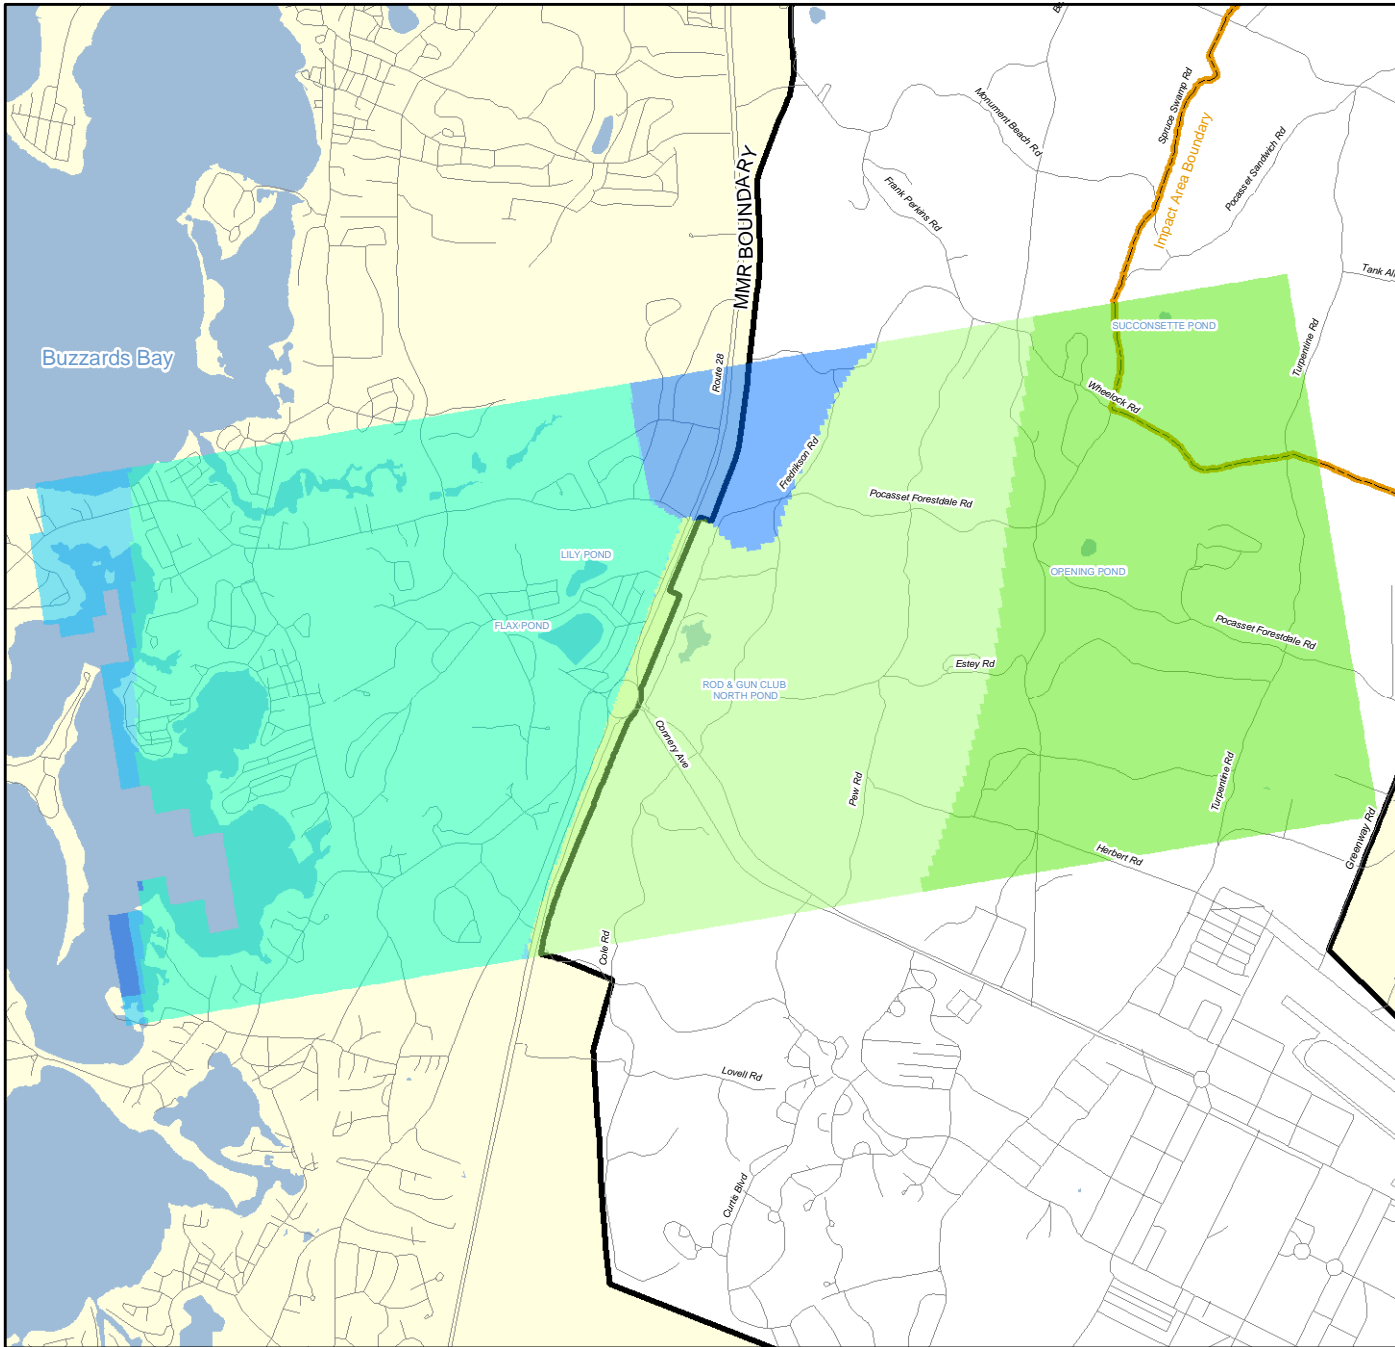 Monument Beach Rd
Spruce Swamp Rd
Impact Area Boundary
Pocasset Sandwich Rd
Frank Perkins Rd
MMR BOUNDARY
Tank
SUCCONSETTE POND
Buzzards Bay
Route 28
Turpentine Rd
Wheelock Rd
Fredrikson Rd
Pocasset Forestdale Rd
LILY POND
OPENING POND
FLAX POND
Pocasset Forestdale Rd
Estey Rd
ROD & GUN CLUB
NORTH POND
Connery Ave
Pew Rd
Turpentine Rd
Greenway Rd
Herbert Rd
Cole Rd
Lovell Rd
Curtis Blvd